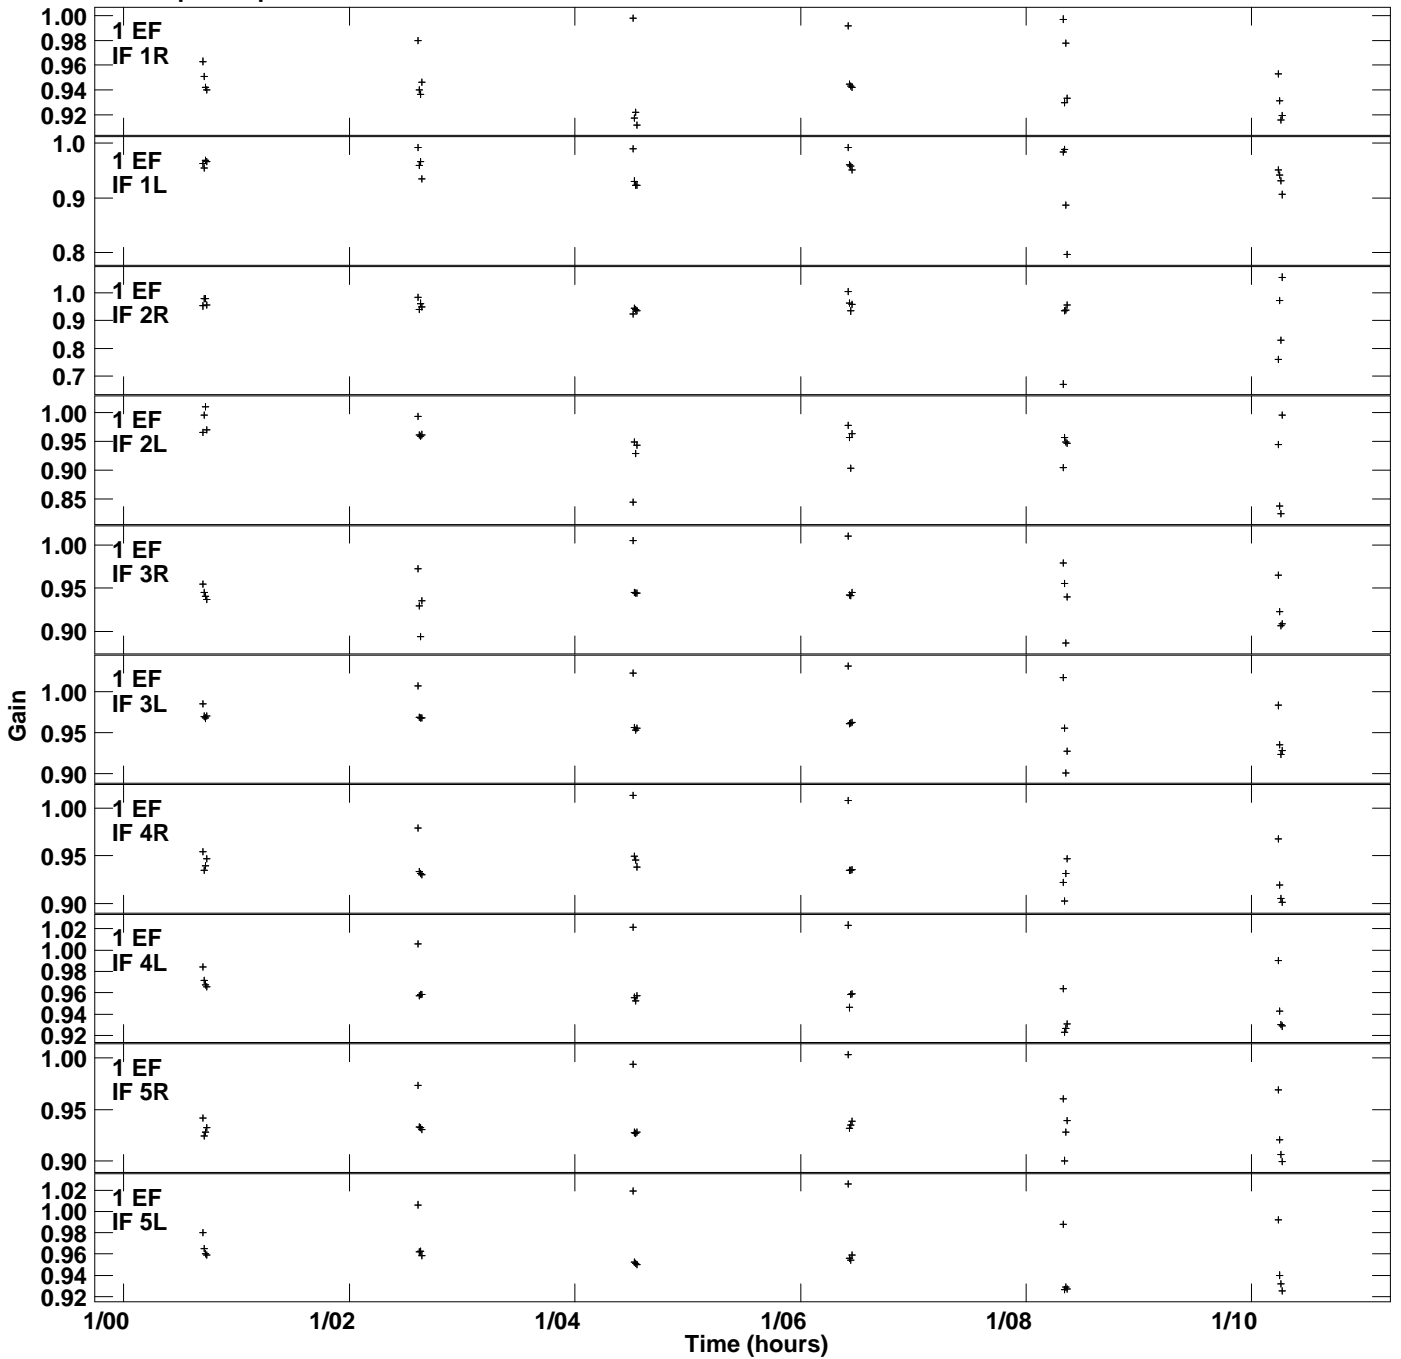 1.00
0.98
0.96
0.94
0.92
1 EF
IF 1R
1.0
0.9
0.8
1 EF
IF 1L
1.0
0.9
0.8
0.7
1 EF
IF 2R
1.00
0.95
0.90
0.85
1 EF
IF 2L
1.00
0.95
0.90
1 EF
IF 3R
1.00
0.95
0.90
1 EF
IF 3L
Gain
1.00
0.95
0.90
1 EF
IF 4R
1.02
1.00
0.98
0.96
0.94
0.92
1 EF
IF 4L
1.00
0.95
0.90
1 EF
IF 5R
1.02
1.00
0.98
0.96
0.94
0.92
1 EF
IF 5L
1/00 1/02 1/04 1/06 1/08 1/10
Time (hours)